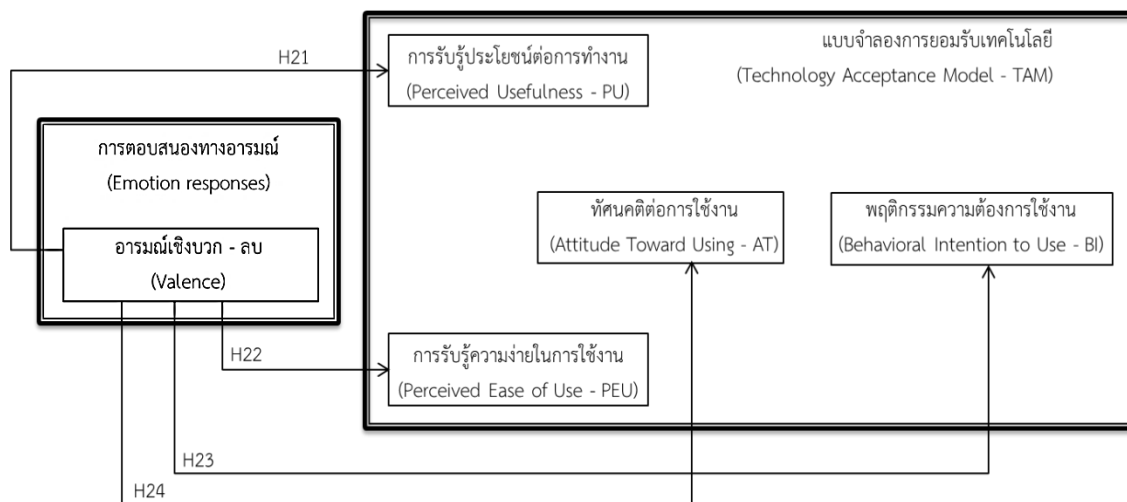 H21
การรับรู้ประโยชน์ต่อการทำงาน
(Perceived Usefulness - PU)
แบบจำลองการยอมรับเทคโนโลยี
(Technology Acceptance Model - TAM)
การตอบสนองทางอารมณ์
(Emotion responses)
อารมณ์เชิงบวก - ลบ
(Valence)
ทัศนคติต่อการใช้งาน
(Attitude Toward Using - AT)
พฤติกรรมความต้องการใช้งาน
(Behavioral Intention to Use - BI)
H22
การรับรู้ความง่ายในการใช้งาน
(Perceived Ease of Use - PEU)
H23
H24